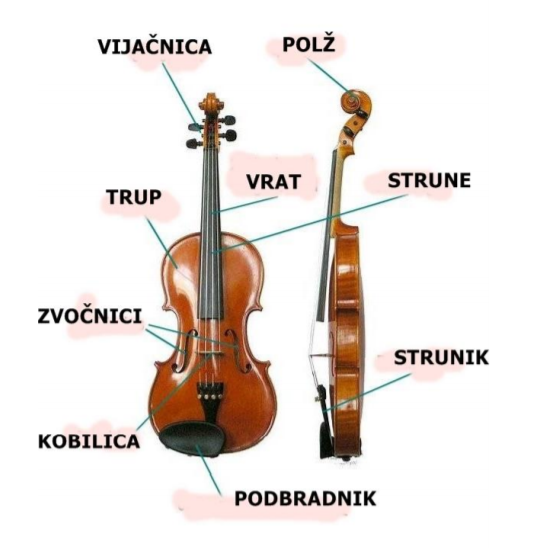 VIJAČNICA
POLŽ
VRAT
STRUNE
TRUP
ZVOČNICI
STRUNIK
KOBILICA
PODBRADNIK